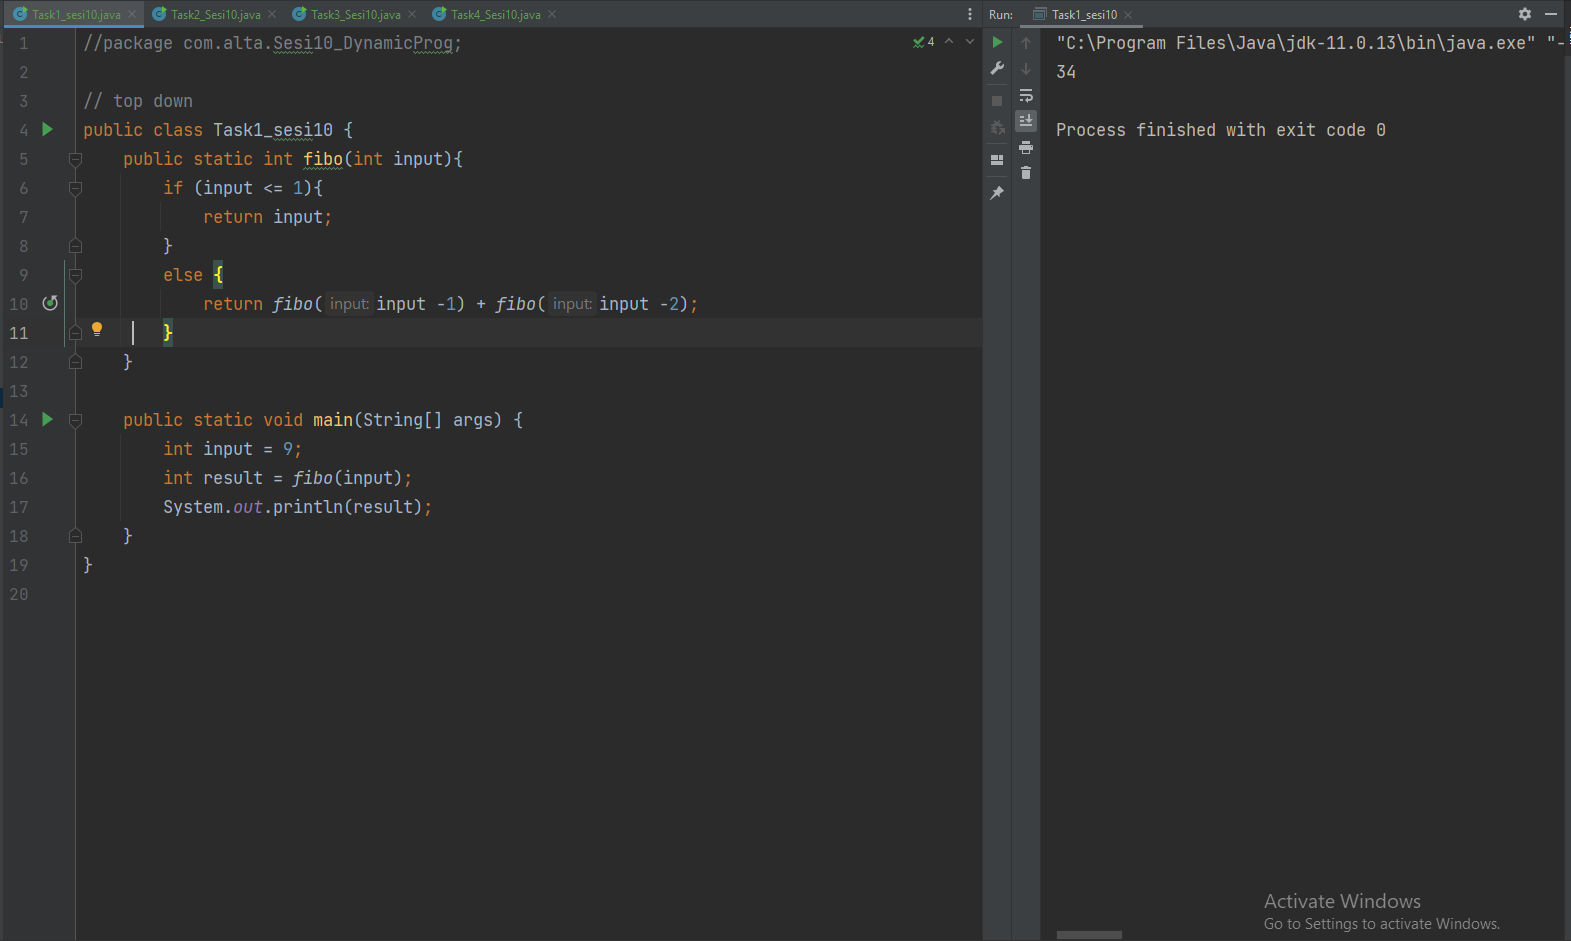 Task1_sesi10.java Task2_Sesi10.java Task3_Sesi10.java Task4_Sesi10.java
1 //package com.alta.Sesi10_DynamicProg;
4
2
3 // top down
4 public class Task1_sesi10 {
5 public static int fibo(int input){
6 if (input <= 1){
7 return input;
8 }
9 else {
10 return fibo( input: input -1) + fibo( input: input -2);
11 }
12 }
13
14 public static void main(String[] args) {
15 int input = 9;
16 int result = fibo(input);
17 System.out.println(result);
18 }
19 }
20
Run: Task1_sesi10
"C:\Program Files\Java\jdk-11.0.13\bin\java.exe" "-
34
Process finished with exit code 0
Activate Windows
Go to Settings to activate Windows.